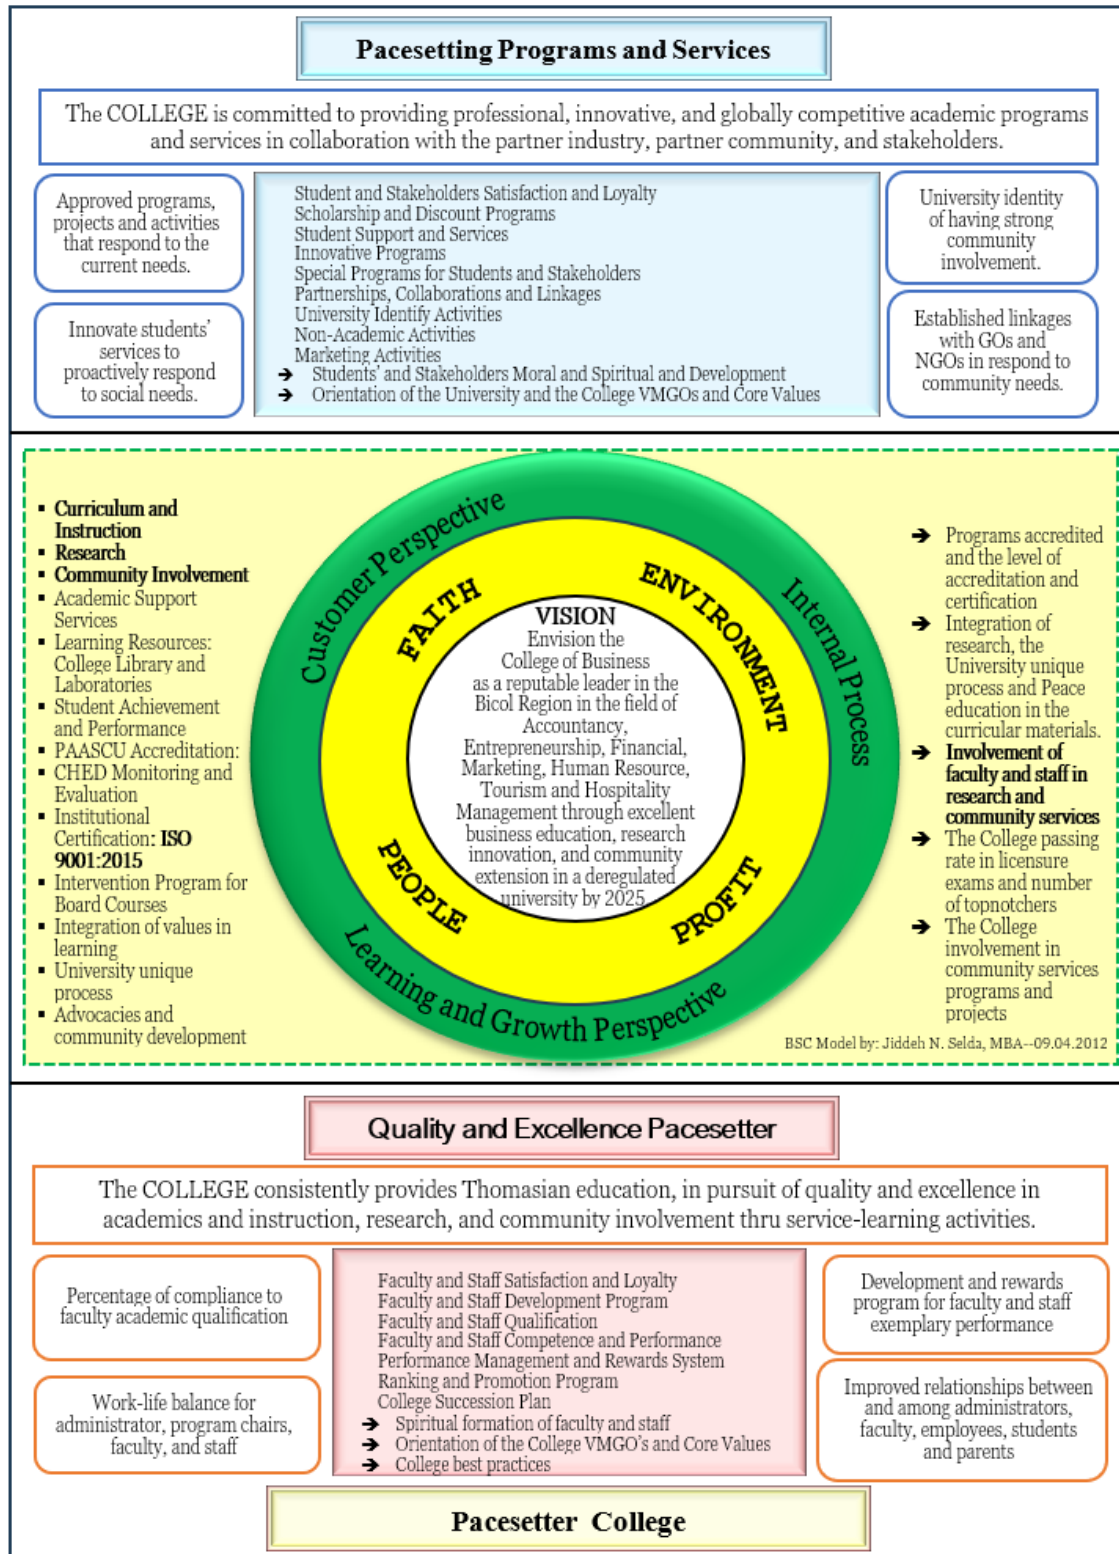 Pacesetting Programs and Services
The COLLEGE is committed to providing professional, innovative, and globally competitive academic programs
and services in collaboration with the partner industry, partner community, and stakeholders.
Approved programs,
projects and activities
that respond to the
current needs.
Innovate students'
services to
proactively respond
to social needs.
Student and Stakeholders Satisfaction and Loyalty
Scholarship and Discount Programs
Student Support and Services
Innovative Programs
Special Programs for Students and Stakeholders
Partnerships, Collaborations and Linkages
University Identify Activities
Non-Academic Activities
Marketing Activities
➔ Students' and Stakeholders Moral and Spiritual and Development
➔ Orientation of the University and the College VMGOs and Core Values
University identity
of having strong
community
involvement.
Established linkages
with GOs and
NGOs in respond to
community needs.
▪ Curriculum and
Instruction
▪ Research
▪ Community Involvement
▪ Academic Support
Services
▪ Learning Resources:
College Library and
Laboratories
▪ Student Achievement
and Performance
▪ PAASCU Accreditation:
▪ CHED Monitoring and
Evaluation
▪ Institutional
Certification: ISO
9001:2015
▪ Intervention Program for
Board Courses
▪ Integration of values in
learning
▪ University unique
process
▪ Advocacies and
community development
Customer Perspective
Internal Process
Learning and Growth Perspective
FAITH
ENVIRONMENT
PEOPLE
PROFIT
VISION
Envision the
College of Business
as a reputable leader in the
Bicol Region in the field of
Accountancy,
Entrepreneurship, Financial,
Marketing, Human Resource,
Tourism and Hospitality
Management through excellent
business education, research
innovation, and community
extension in a deregulated
university by 2025
➔ Programs accredited
and the level of
accreditation and
certification
➔ Integration of
research, the
University unique
process and Peace
education in the
curricular materials.
➔ Involvement of
faculty and staff in
research and
community services
➔ The College passing
rate in licensure
exams and number
of topnotchers
➔ The College
involvement in
community services
programs and
projects
BSC Model by: Jiddeh N. Selda, MBA--09.04.2012
Quality and Excellence Pacesetter
The COLLEGE consistently provides Thomasian education, in pursuit of quality and excellence in
academics and instruction, research, and community involvement thru service-learning activities.
Percentage of compliance to
faculty academic qualification
Work-life balance for
administrator, program chairs,
faculty, and staff
Faculty and Staff Satisfaction and Loyalty
Faculty and Staff Development Program
Faculty and Staff Qualification
Faculty and Staff Competence and Performance
Performance Management and Rewards System
Ranking and Promotion Program
College Succession Plan
➔ Spiritual formation of faculty and staff
➔ Orientation of the College VMGO's and Core Values
➔ College best practices
Development and rewards
program for faculty and staff
exemplary performance
Improved relationships between
and among administrators,
faculty, employees, students
and parents
Pacesetter College